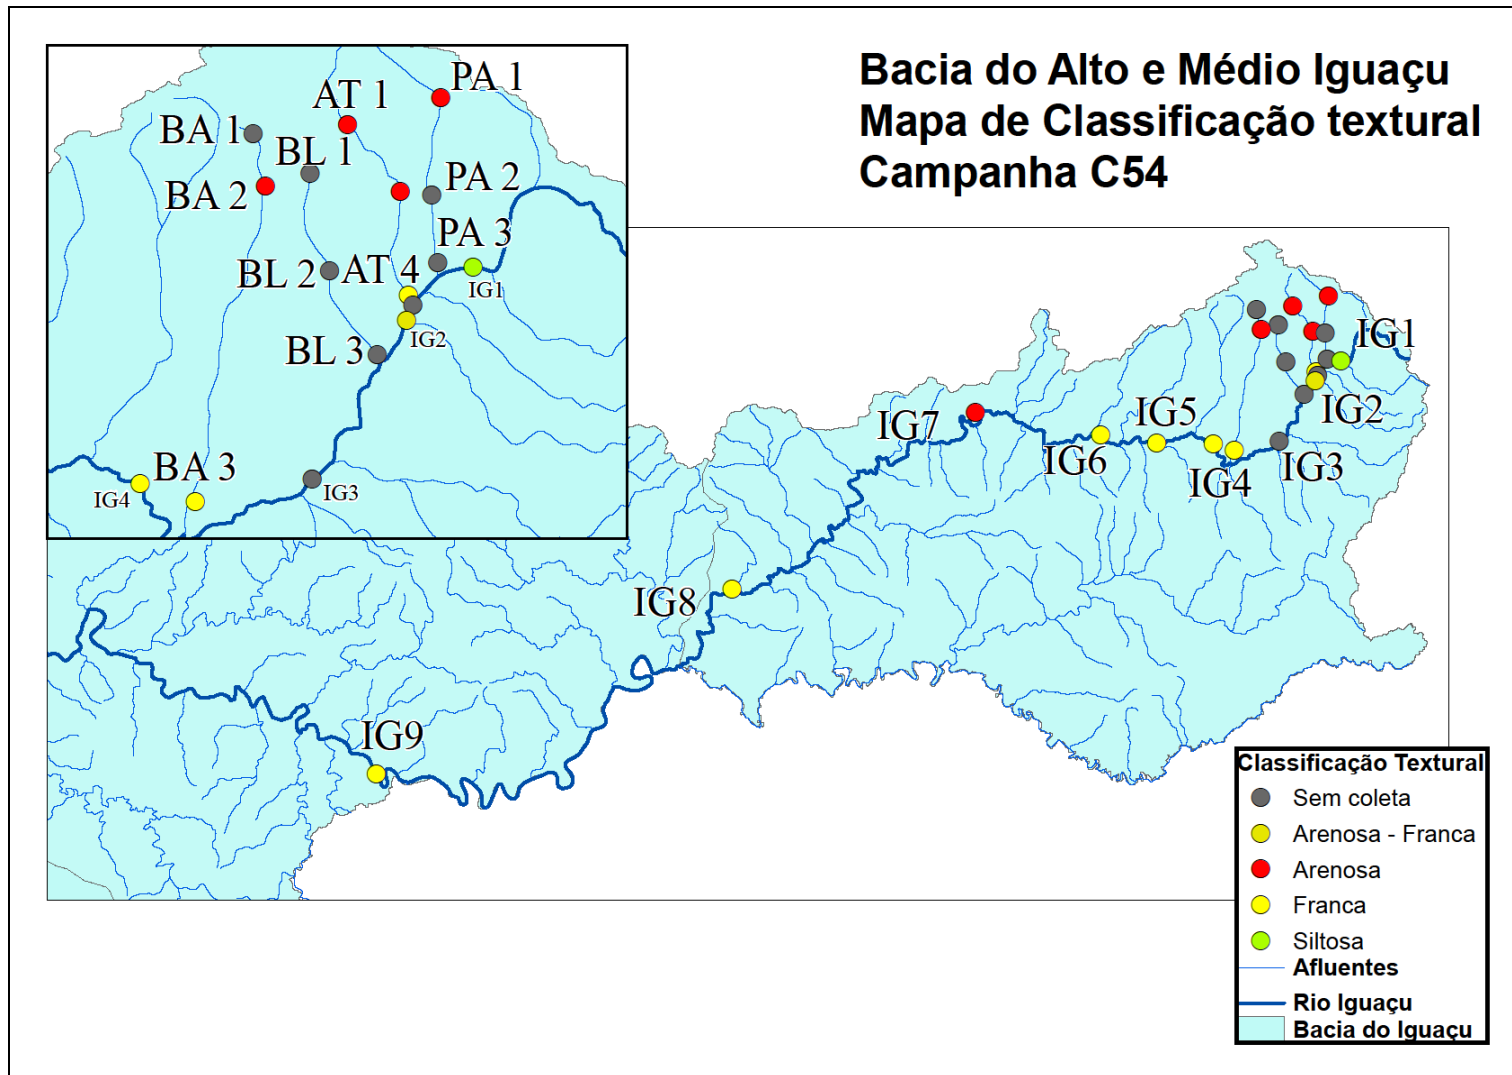 Bacia do Alto e Médio Iguaçu
Mapa de Classificação textural
Campanha C54
PA 1
AT 1
BA 1
BL 1
BA 2
PA 2
PA 3
BL 2
AT 4
IG1
IG2
BL 3
BA 3
IG4
IG3
IG1
IG2
IG7
IG5
IG6
IG3
IG4
IG8
IG9
Classificação Textural
Sem coleta
Arenosa - Franca
Arenosa
Franca
Siltosa
Afluentes
Rio Iguaçu
Bacia do Iguaçu